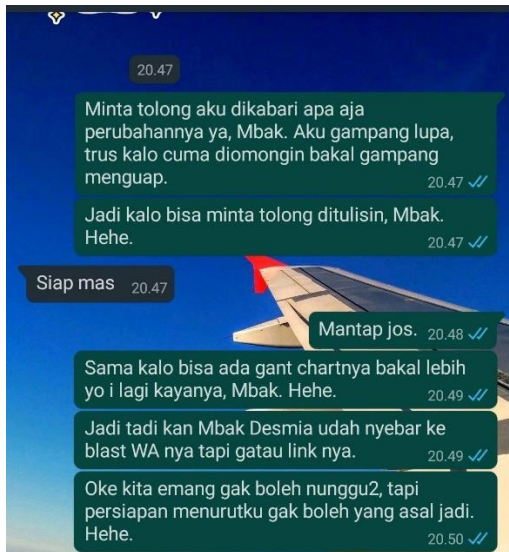 20.47
Minta tolong aku dikabari apa aja
perubahannya ya, Mbak. Aku gampang lupa,
trus kalo cuma diomongin bakal gampang
menguap.
20.47
Jadi kalo bisa minta tolong ditulisin, Mbak.
Hehe.
20.47
Siap mas 20.47
Mantap jos. 20.48
Sama kalo bisa ada gant chartnya bakal lebih
yo i lagi kayanya, Mbak. Hehe.
20.49
Jadi tadi kan Mbak Desmia udah nyebar ke
blast WA nya tapi gatau link nya.
20.49
Oke kita emang gak boleh nunggu2, tapi
persiapan menurutku gak boleh yang asal jadi.
Hehe.
20.50